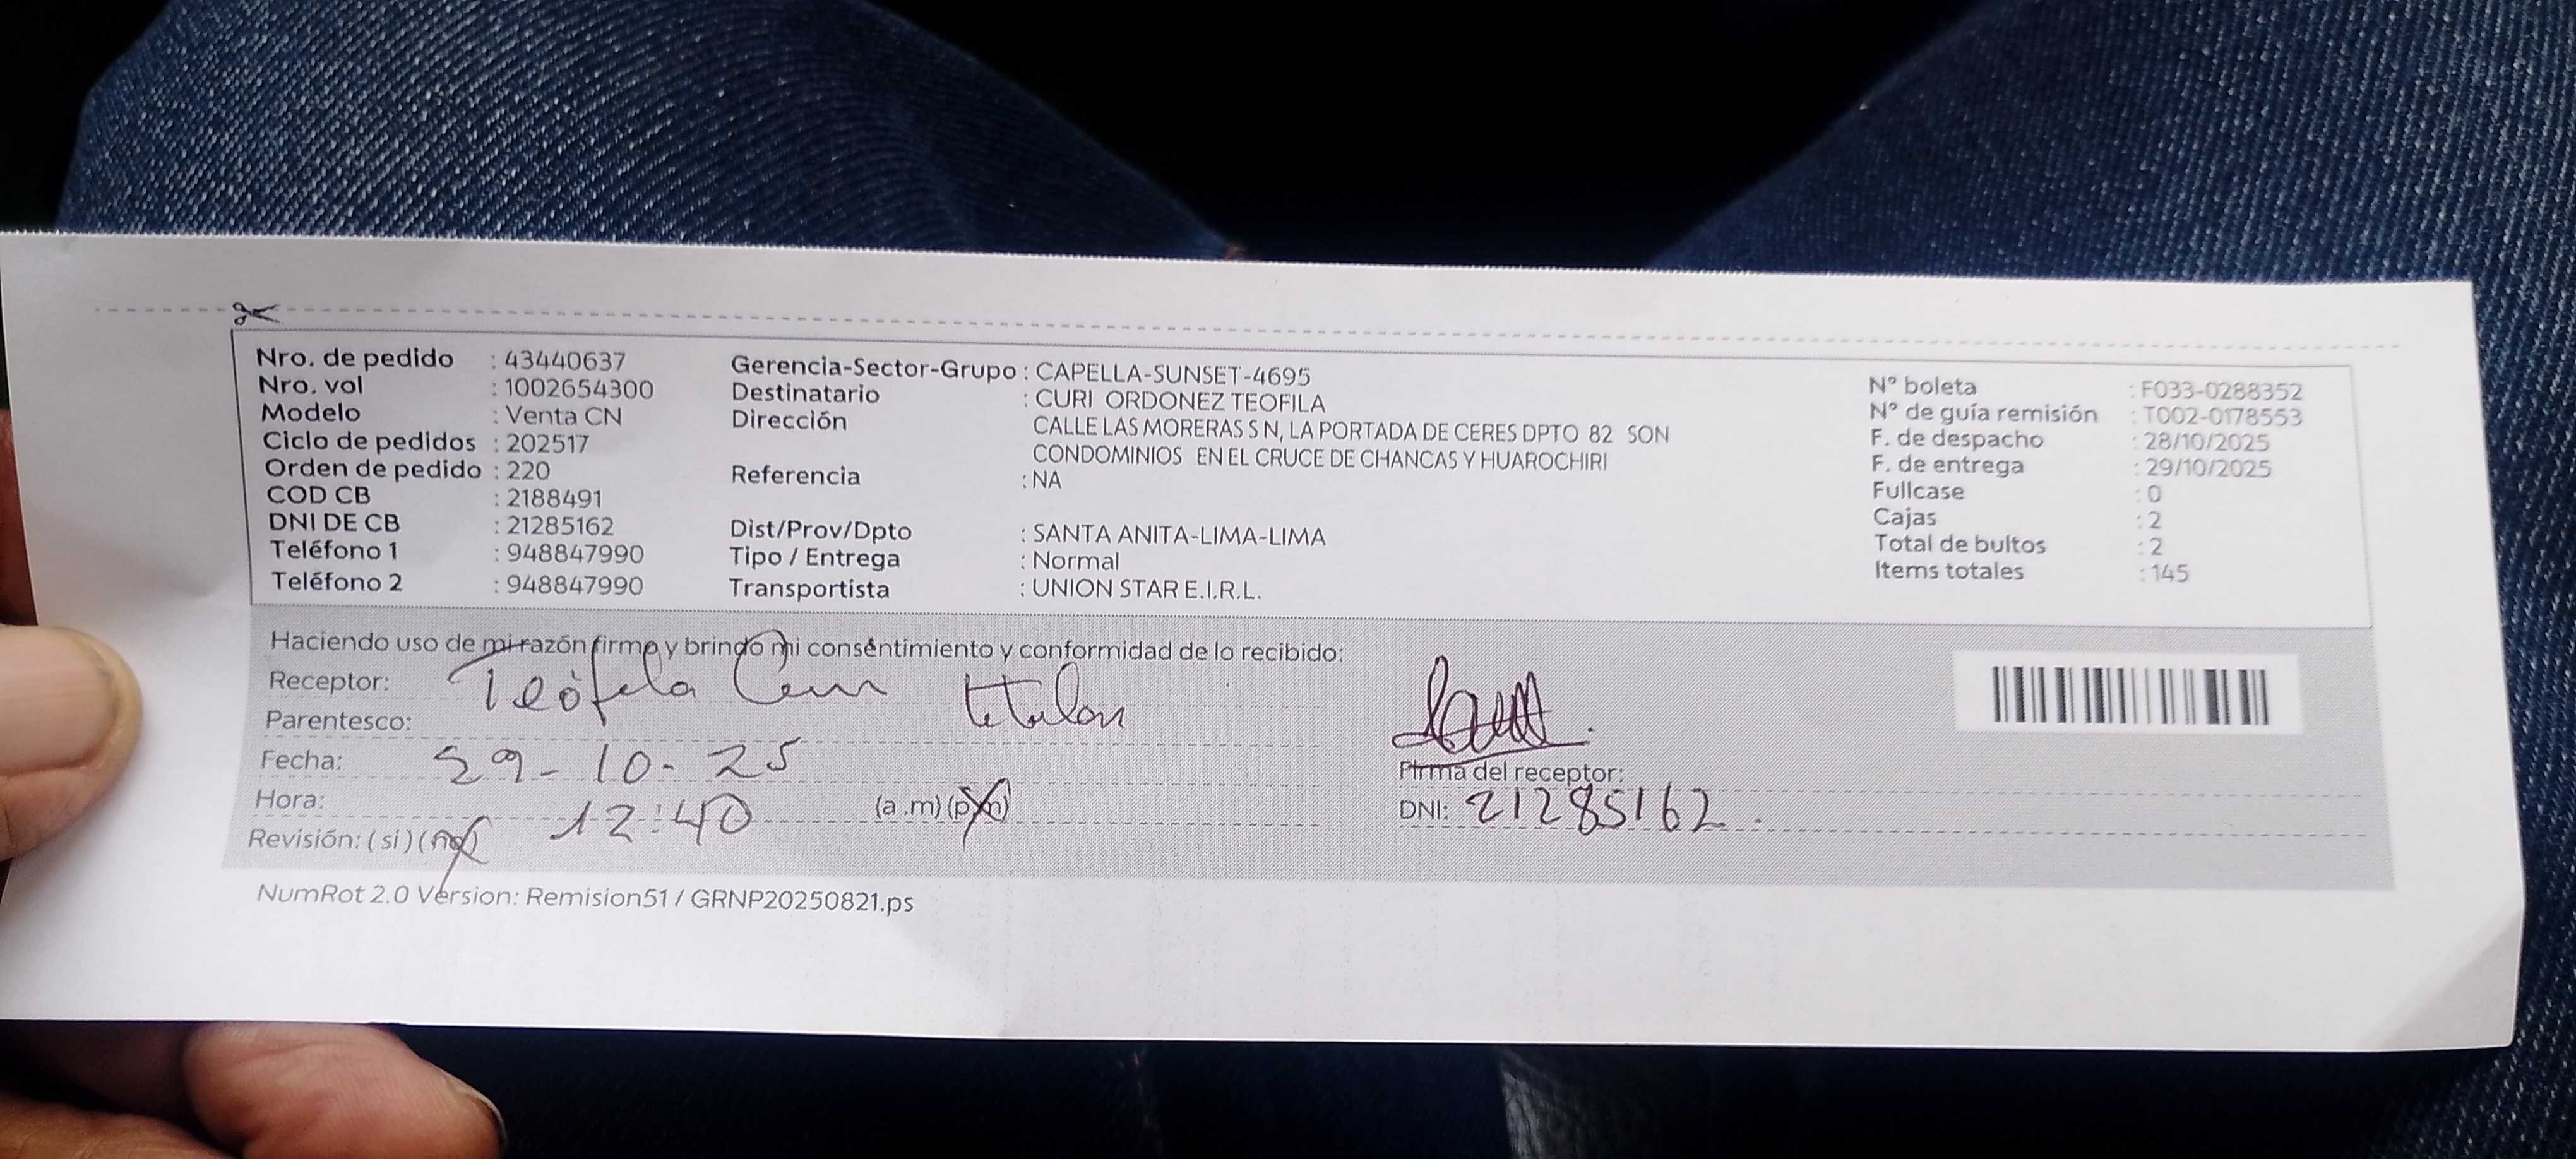 Nro. de pedido : 43440637
Nro. vol : 1002654300
Modelo : Venta CN
Ciclo de pedidos : 202517
Orden de pedido : 220
COD CB : 2188491
DNI DE CB : 21285162
Teléfono 1 : 948847990
Teléfono 2 : 948847990
Gerencia-Sector-Grupo : CAPELLA-SUNSET-4695
Destinatario : CURI ORDONEZ TEOFILA
Dirección CALLE LAS MORERAS S N, LA PORTADA DE CERES DPTO 82 SON
CONDOMINIOS EN EL CRUCE DE CHANCAS Y HUAROCHIRI
Referencia : NA
Dist/Prov/Dpto : SANTA ANITA-LIMA-LIMA
Tipo / Entrega : Normal
Transportista : UNION STAR E.I.R.L.
N° boleta : F033-0288352
N° de guía remisión : T002-0178553
F. de despacho : 28/10/2025
F. de entrega : 29/10/2025
Fullcase : 0
Cajas : 2
Total de bultos : 2
Items totales : 145
Haciendo uso de mi razón firmo y brindo mi consentimiento y conformidad de lo recibido:
Receptor: Teófila
Parentesco:
Fecha: 29-10-25
Hora: 12:40 (a.m) (p.m)
Revisión: (si) (no)
Firma del receptor:
DNI: 21285162
NumRot 2.0 Version: Remision51 / GRNP20250821.ps